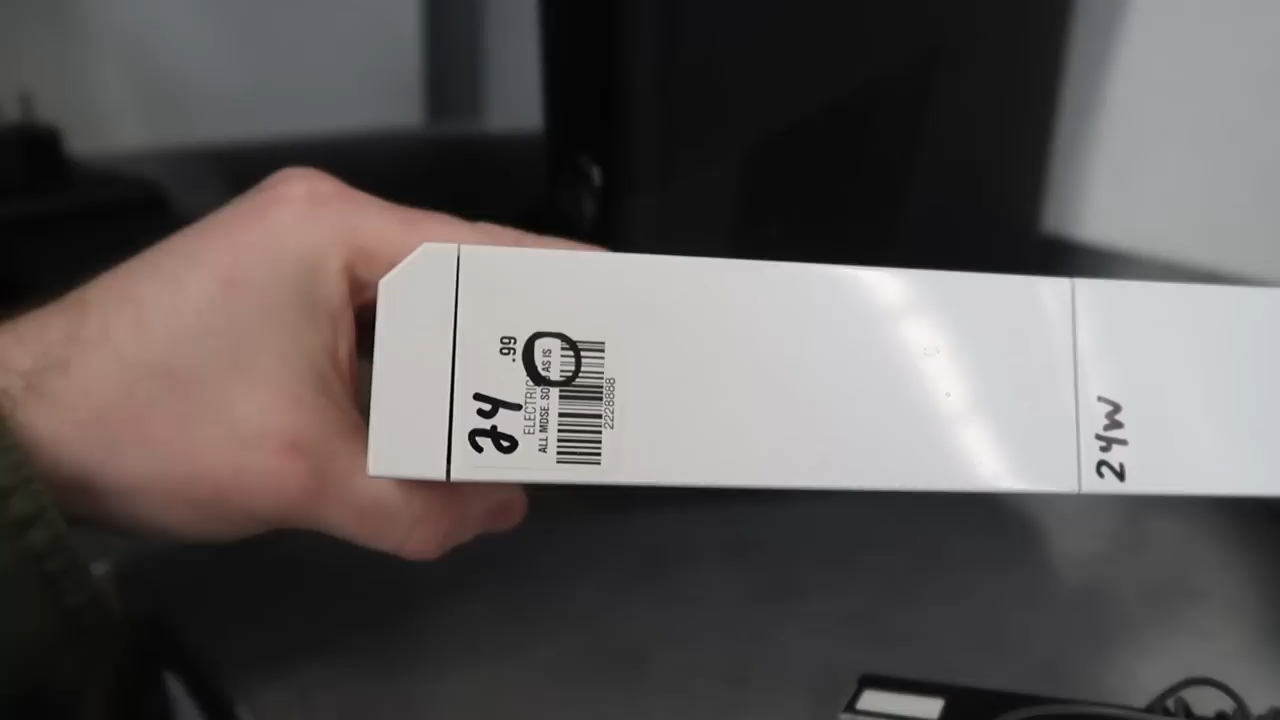 24 .99
ELECTRIC
ALL MDSE. SOLD AS IS
2228888
24W